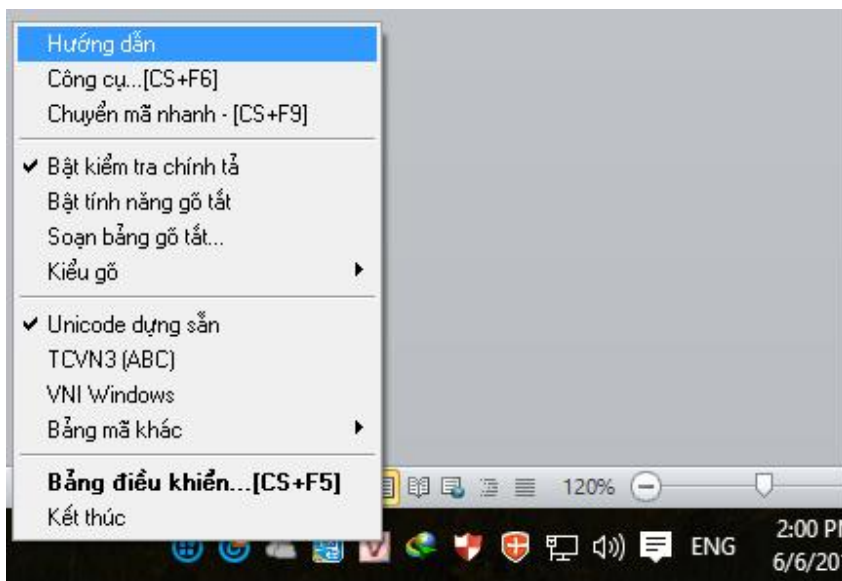 Hướng dẫn
Công cụ...[CS+F6]
Chuyển mã nhanh - [CS+F9]
Bật kiểm tra chính tả
Bật tính năng gõ tắt
Soạn bảng gõ tắt...
Kiểu gõ
Unicode dựng sẵn
TCVN3 (ABC)
VNI Windows
Bảng mã khác
Bảng điều khiển...[CS+F5]
Kết thúc
120%
ENG
2:00 P
6/6/20